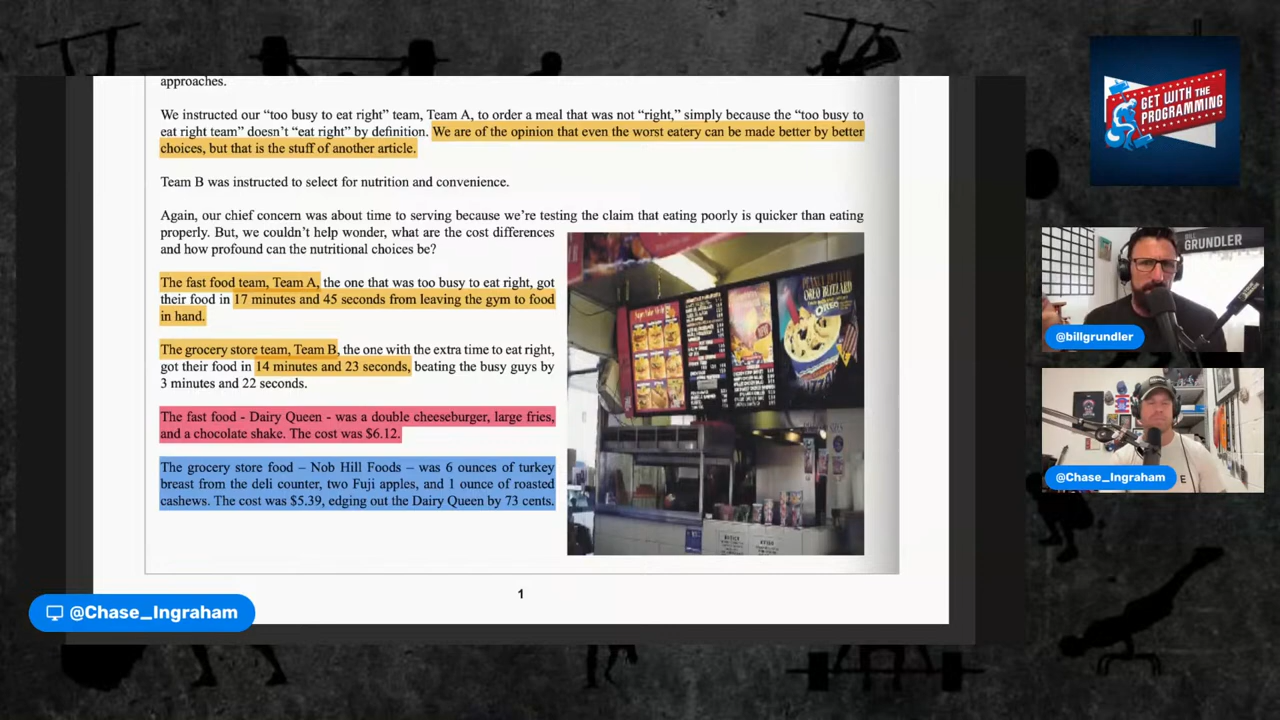 approaches.
We instructed our “too busy to eat right” team, Team A, to order a meal that was not “right,” simply because the “too busy to
eat right team” doesn’t “eat right” by definition. We are of the opinion that even the worst eatery can be made better by better
choices, but that is the stuff of another article.
Team B was instructed to select for nutrition and convenience.
Again, our chief concern was about time to serving because we’re testing the claim that eating poorly is quicker than eating
properly. But, we couldn’t help wonder, what are the cost differences
and how profound can the nutritional choices be?
The fast food team, Team A, the one that was too busy to eat right, got
their food in 17 minutes and 45 seconds from leaving the gym to food
in hand.
The grocery store team, Team B, the one with the extra time to eat right,
got their food in 14 minutes and 23 seconds, beating the busy guys by
3 minutes and 22 seconds.
The fast food - Dairy Queen - was a double cheeseburger, large fries,
and a chocolate shake. The cost was $6.12.
The grocery store food – Nob Hill Foods – was 6 ounces of turkey
breast from the deli counter, two Fuji apples, and 1 ounce of roasted
cashews. The cost was $5.39, edging out the Dairy Queen by 73 cents.
OREO BLIZZARD
1
@Chase_Ingraham
GET WITH THE
PROGRAMMING
BILL
GRUNDLER
@billgrundler
@Chase_Ingraham